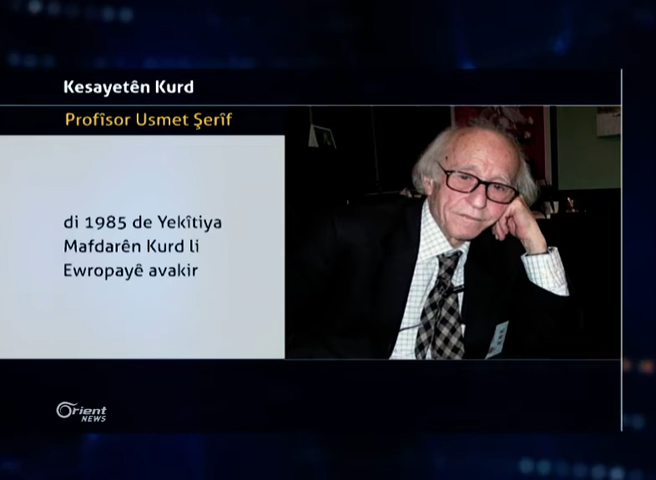 Kesayetên Kurd
Profîsor Usmet Şerîf
di 1985 de Yekîtiya
Mafdarên Kurd li
Ewropayê avakir
Orient
NEWS